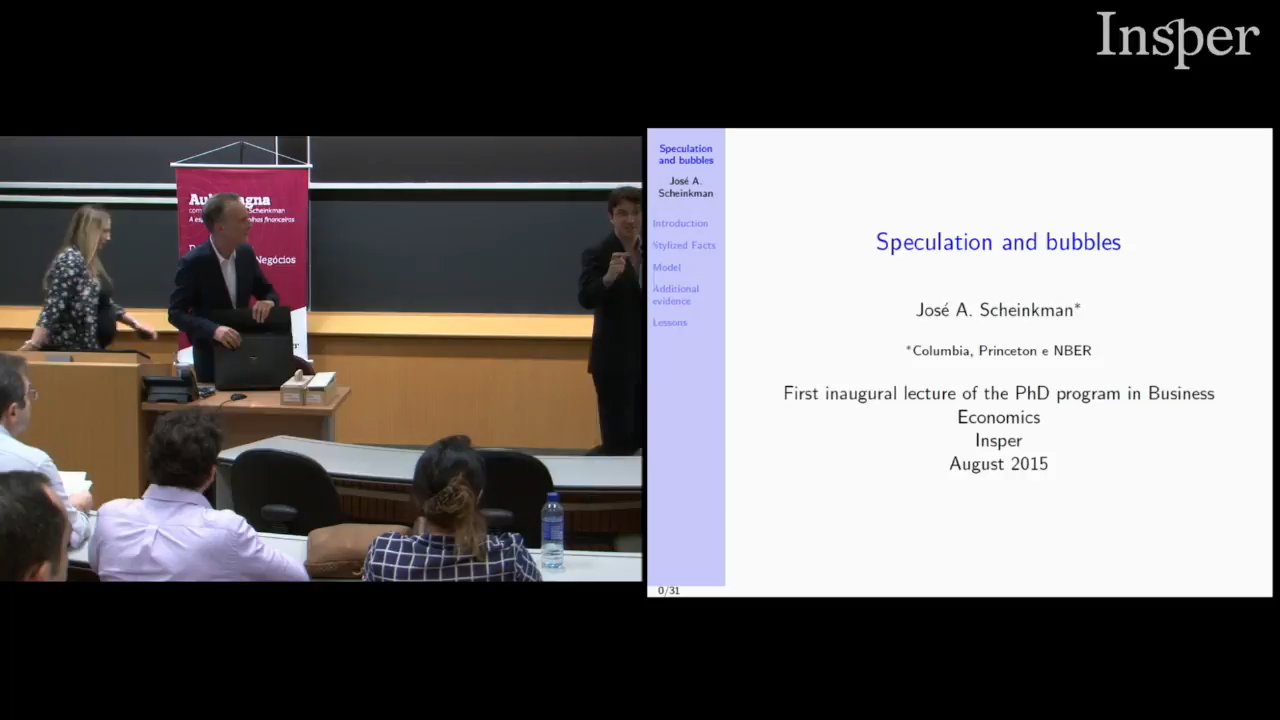 Insper
Speculation
and bubbles
José A.
Scheinkman
Introduction
Stylized Facts
Model
Additional
evidence
Lessons
0/31
Speculation and bubbles
José A. Scheinkman*
*Columbia, Princeton e NBER
First inaugural lecture of the PhD program in Business
Economics
Insper
August 2015
Scheinkman
Negócios